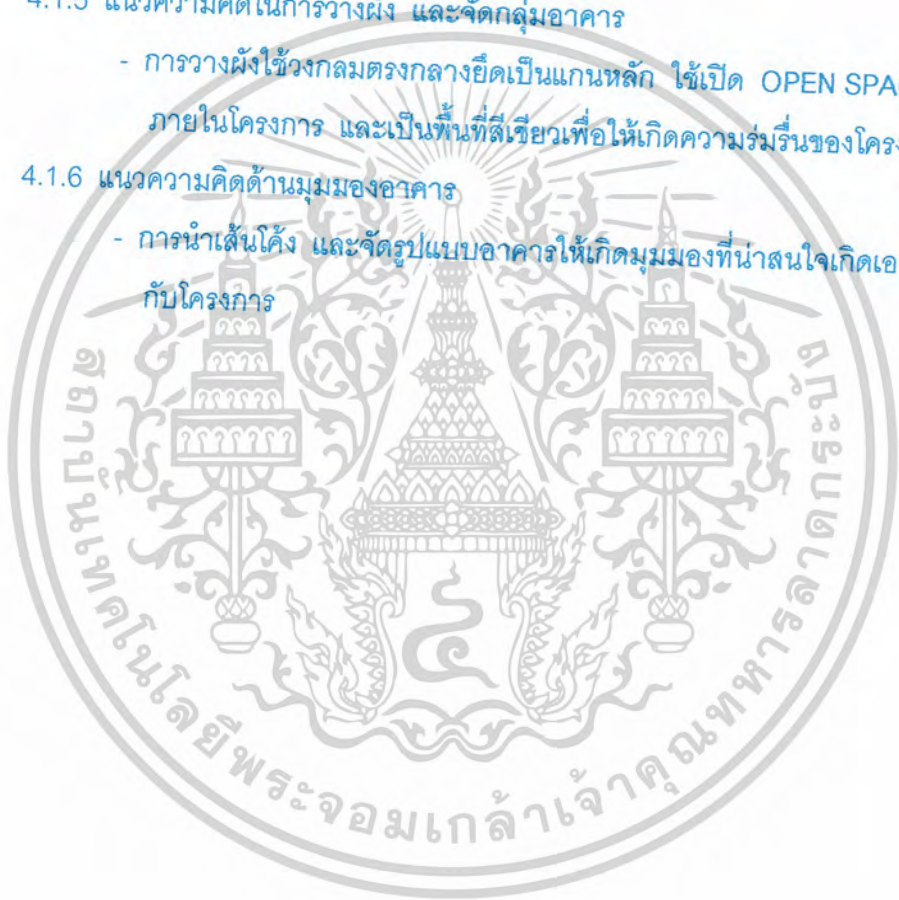 4.1.5 แนวความคิดในการวางผัง และจัดกลุ่มอาคาร
- การวางผังใช้วงกลมตรงกลางยึดเป็นแกนหลัก ใช้เปิด OPEN SPA
ภายในโครงการ และเป็นพื้นที่สีเขียวเพื่อให้เกิดความร่มรื่นของโครง
4.1.6 แนวความคิดด้านมุมมองอาคาร
- การนำเส้นโค้ง และจัดรูปแบบอาคารให้เกิดมุมมองที่น่าสนใจเกิดเอ
กับโครงการ
สถาบันเทคโนโลยีพระจอมเกล้าเจ้าคุณทหารลาดกระบัง
๔